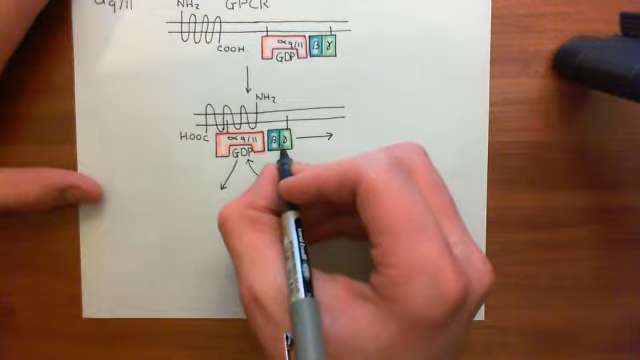 αq/11 NH₂ GPCR
COOH αq/11 β γ
GDP
NH₂
HOOC αq/11 β γ
GDP